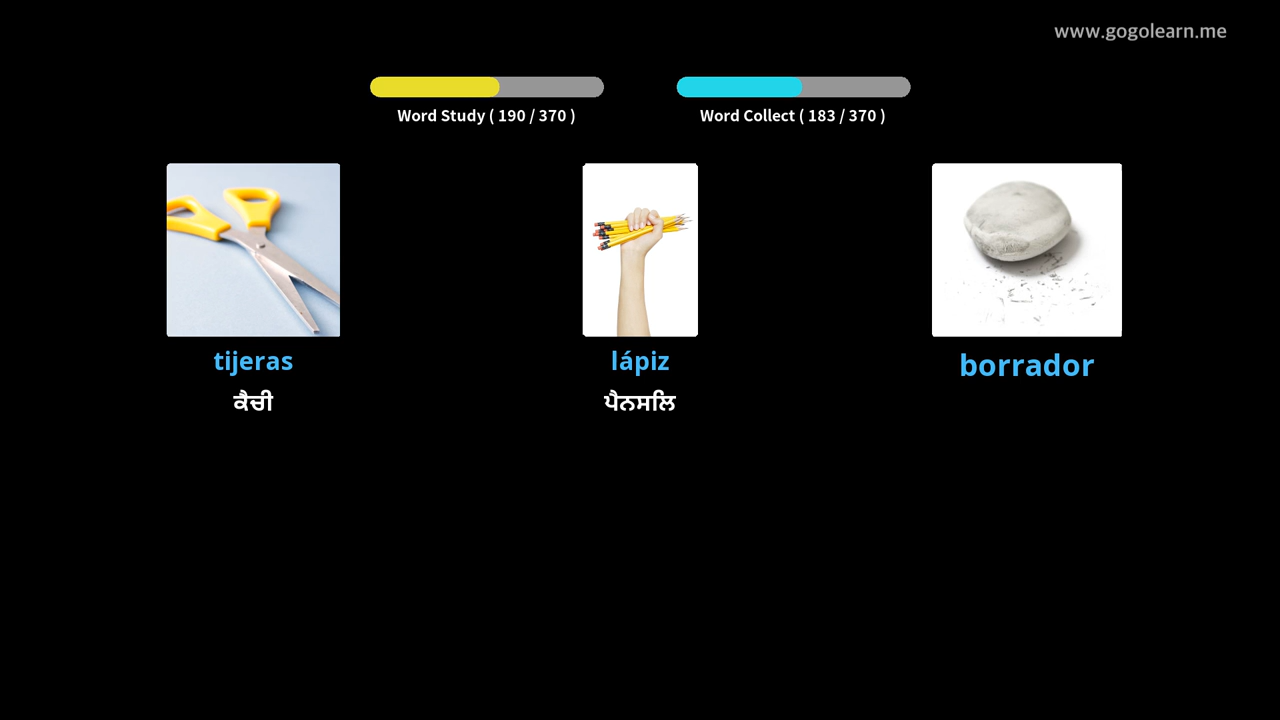 www.gogolearn.me
Word Study ( 190 / 370 )
Word Collect ( 183 / 370 )
tijeras
lápiz
borrador
ਕੈਚੀ
ਪੈਨਸਲਿ